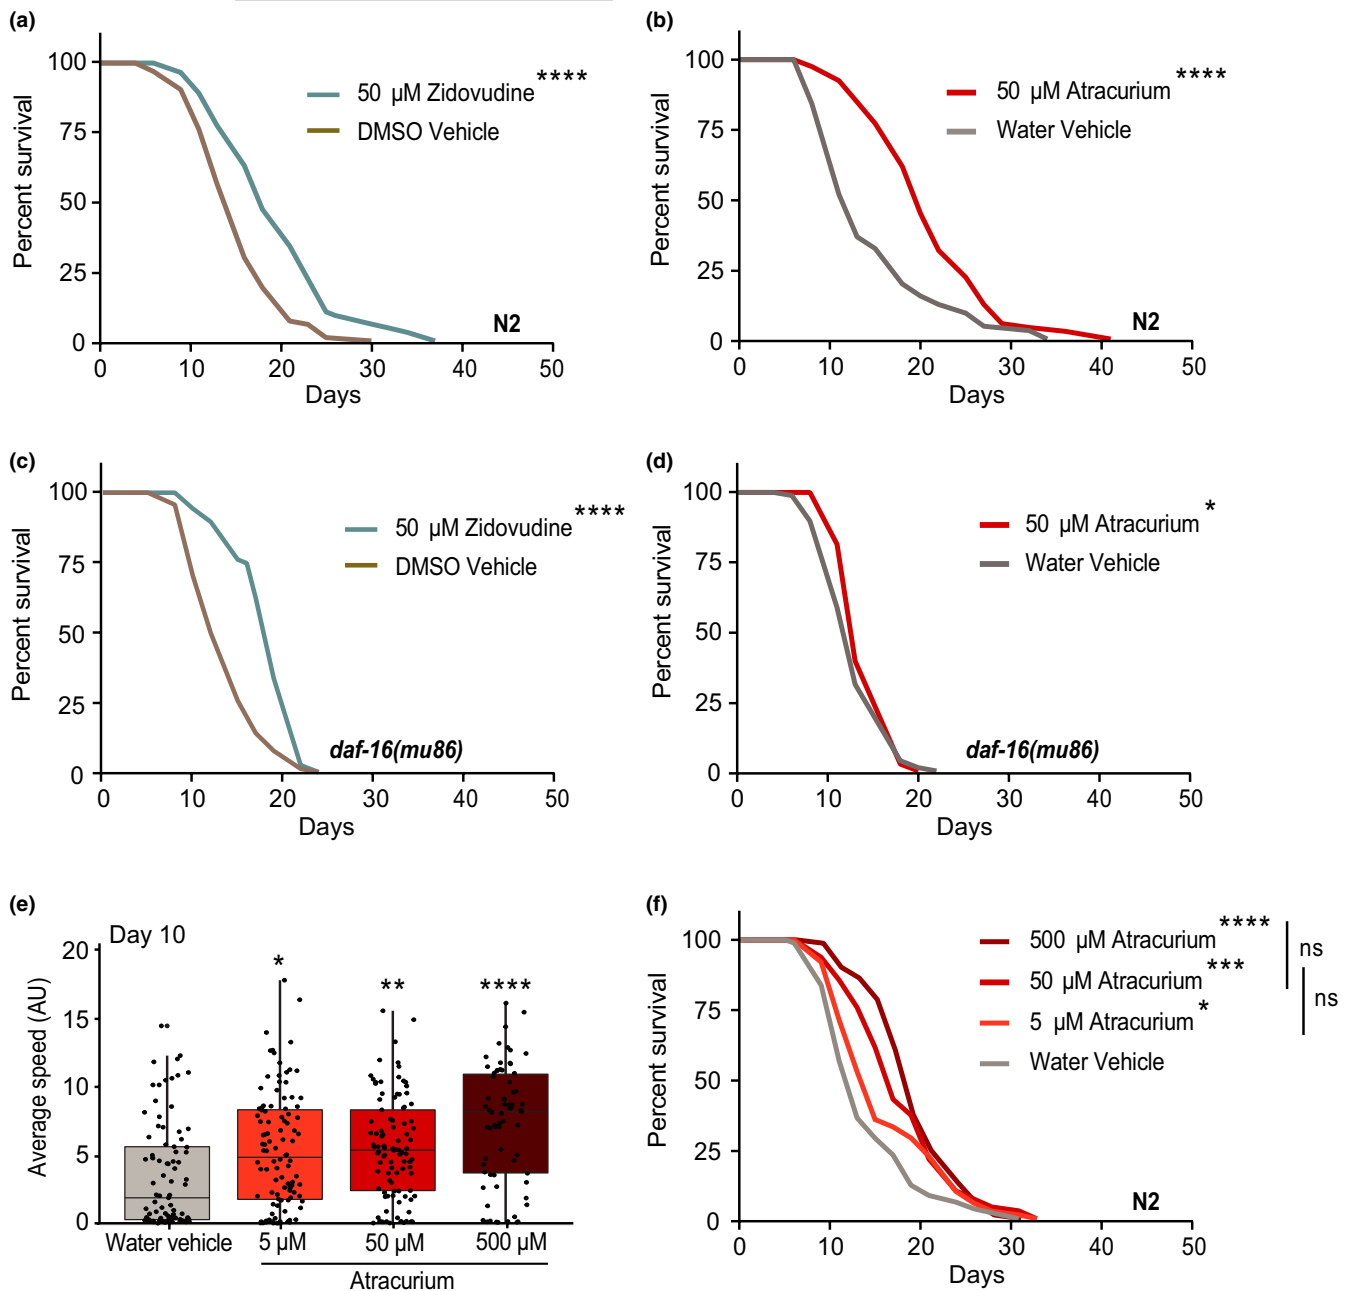 (a)
Percent survival
100
75
50
25
0
0 10 20 30 40 50
Days
50 µM Zidovudine ****
DMSO Vehicle
N2
(b)
Percent survival
100
75
50
25
0
0 10 20 30 40 50
Days
50 µM Atracurium ****
Water Vehicle
N2
(c)
Percent survival
100
75
50
25
0
0 10 20 30 40 50
Days
50 µM Zidovudine ****
DMSO Vehicle
daf-16(mu86)
(d)
Percent survival
100
75
50
25
0
0 10 20 30 40 50
Days
50 µM Atracurium *
Water Vehicle
daf-16(mu86)
(e)
Day 10
Average speed (AU)
20
15
10
5
0
* ** ****
Water vehicle 5 µM 50 µM 500 µM
Atracurium
(f)
Percent survival
100
75
50
25
0
0 10 20 30 40 50
Days
500 µM Atracurium ****
50 µM Atracurium ***
5 µM Atracurium *
Water Vehicle
ns
ns
N2